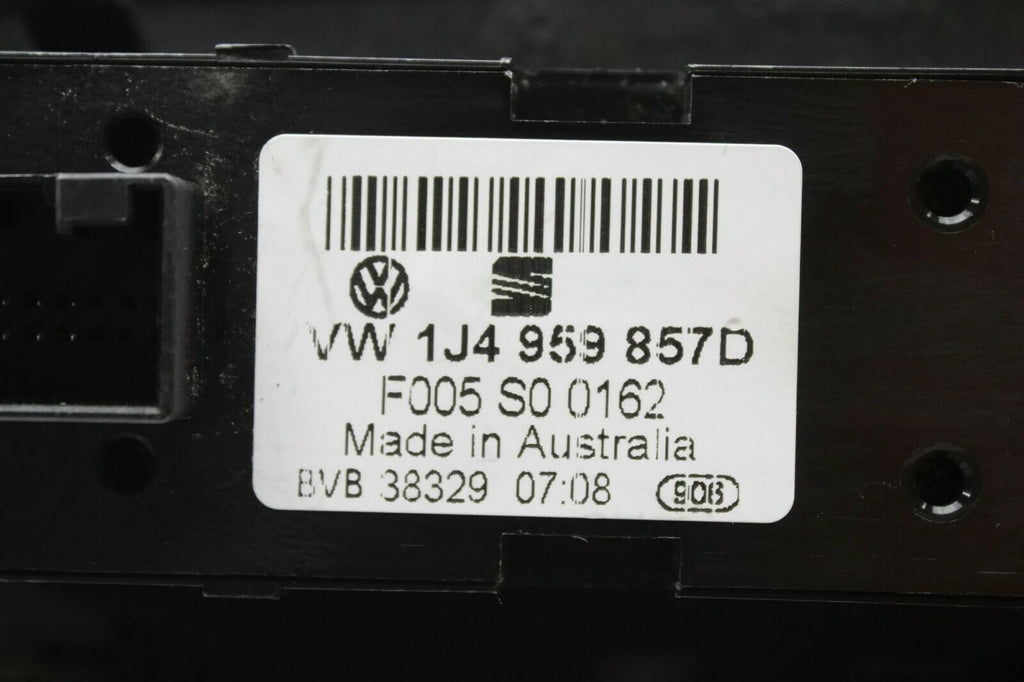 VW 1J4 959 857D
F005 S0 0162
Made in Australia
BVB 38329 07:08 906